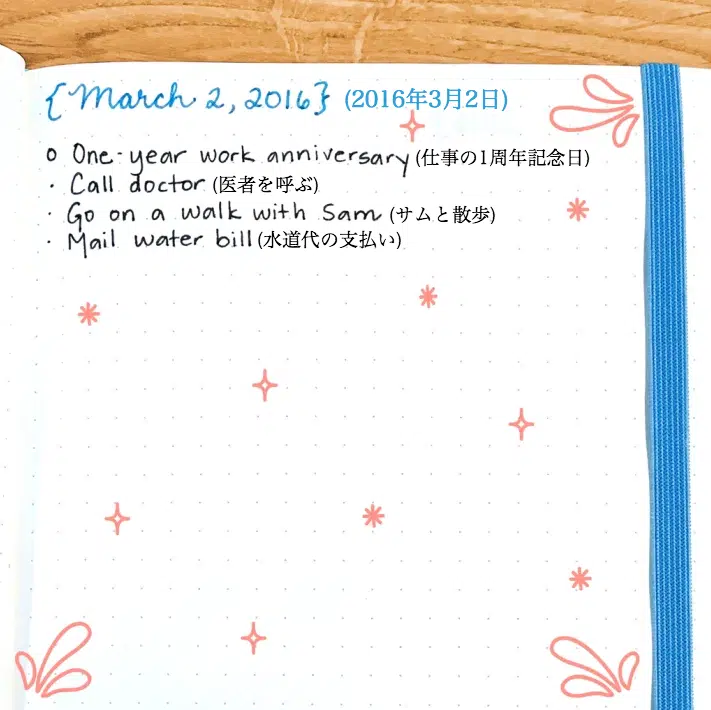 {March 2, 2016} (2016年3月2日)
o One-year work anniversary (仕事の1周年記念日)
· Call doctor (医者を呼ぶ)
· Go on a walk with Sam (サムと散歩)
· Mail water bill (水道代の支払い)